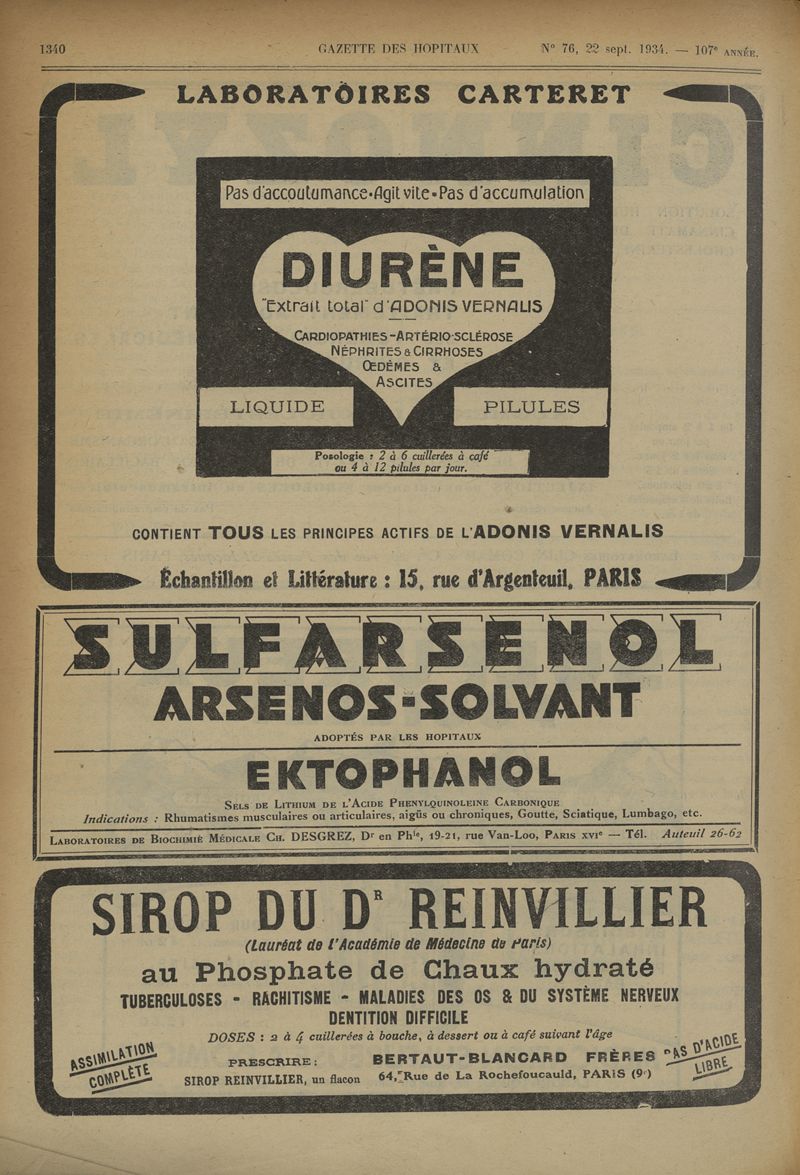 1340 GAZETTE DES HOPITAUX N° 76, 22 sept. 1934. — 107e ANNÉE.
LABORATOIRES CARTERET
Pas d'accoutumance-Agit vite-Pas d'accumulation
DIURÈNE
"Extrait total" d'ADONIS VERNALIS
CARDIOPATHIES-ARTÉRIO-SCLÉROSE
NÉPHRITES & CIRRHOSES
ŒDÈMES &
ASCITES
LIQUIDE PILULES
Posologie : 2 à 6 cuillerées à café
ou 4 à 12 pilules par jour.
CONTIENT TOUS LES PRINCIPES ACTIFS DE L'ADONIS VERNALIS
Échantillon et Littérature : 15, rue d'Argenteuil, PARIS
SULFARSENOL
ARSENOS-SOLVANT
ADOPTÉS PAR LES HOPITAUX
EKTOPHANOL
SELS DE LITHIUM DE L'ACIDE PHENYLQUINOLEINE CARBONIQUE
Indications : Rhumatismes musculaires ou articulaires, aigüs ou chroniques, Goutte, Sciatique, Lumbago, etc.
LABORATOIRES DE BIOCHIMIE MÉDICALE CH. DESGREZ, Dr en Phie, 19-21, rue Van-Loo, PARIS XVIe — Tél. Auteuil 26-62
SIROP DU DR REINVILLIER
(Lauréat de l'Académie de Médecine de Paris)
au Phosphate de Chaux hydraté
TUBERCULOSES - RACHITISME - MALADIES DES OS & DU SYSTÈME NERVEUX
DENTITION DIFFICILE
DOSES : 2 à 4 cuillerées à bouche, à dessert ou à café suivant l'âge
ASSIMILATION
COMPLÈTE
PRESCRIRE :
SIROP REINVILLIER, un flacon
BERTAUT-BLANCARD FRÈRES
64, Rue de La Rochefoucauld, PARIS (9e)
PAS D'ACIDE
LIBRE